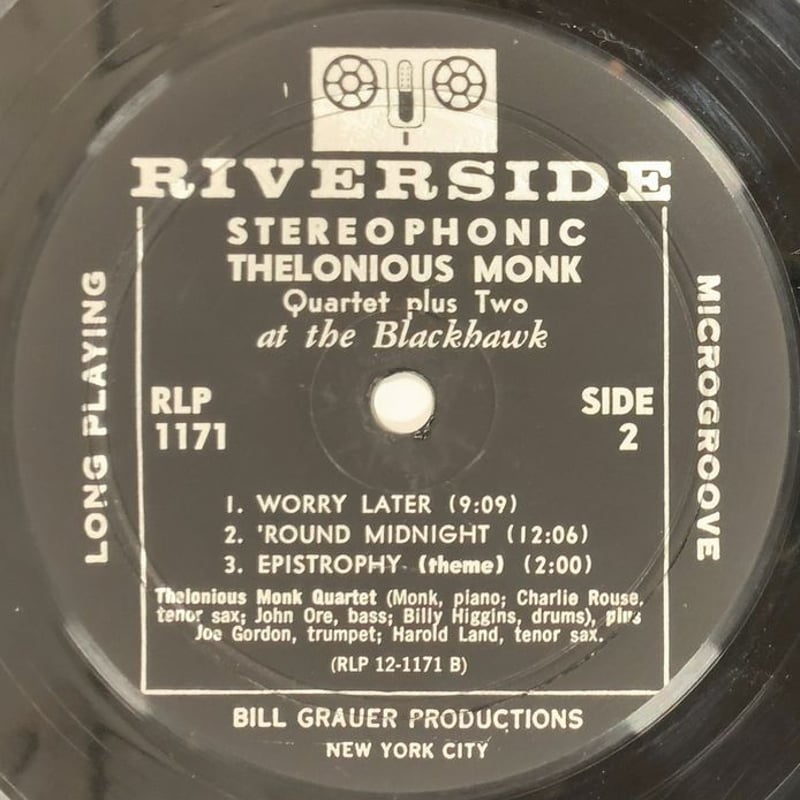 RIVERSIDE
STEREOPHONIC
THELONIOUS MONK
Quartet plus Two
at the Blackhawk
LONG PLAYING
MICROGROOVE
RLP
1171
SIDE
2
1. WORRY LATER (9:09)
2. 'ROUND MIDNIGHT (12:06)
3. EPISTROPHY (theme) (2:00)
Thelonious Monk Quartet (Monk, piano; Charlie Rouse,
tenor sax; John Ore, bass; Billy Higgins, drums), plus
Joe Gordon, trumpet; Harold Land, tenor sax.
(RLP 12-1171 B)
BILL GRAUER PRODUCTIONS
NEW YORK CITY